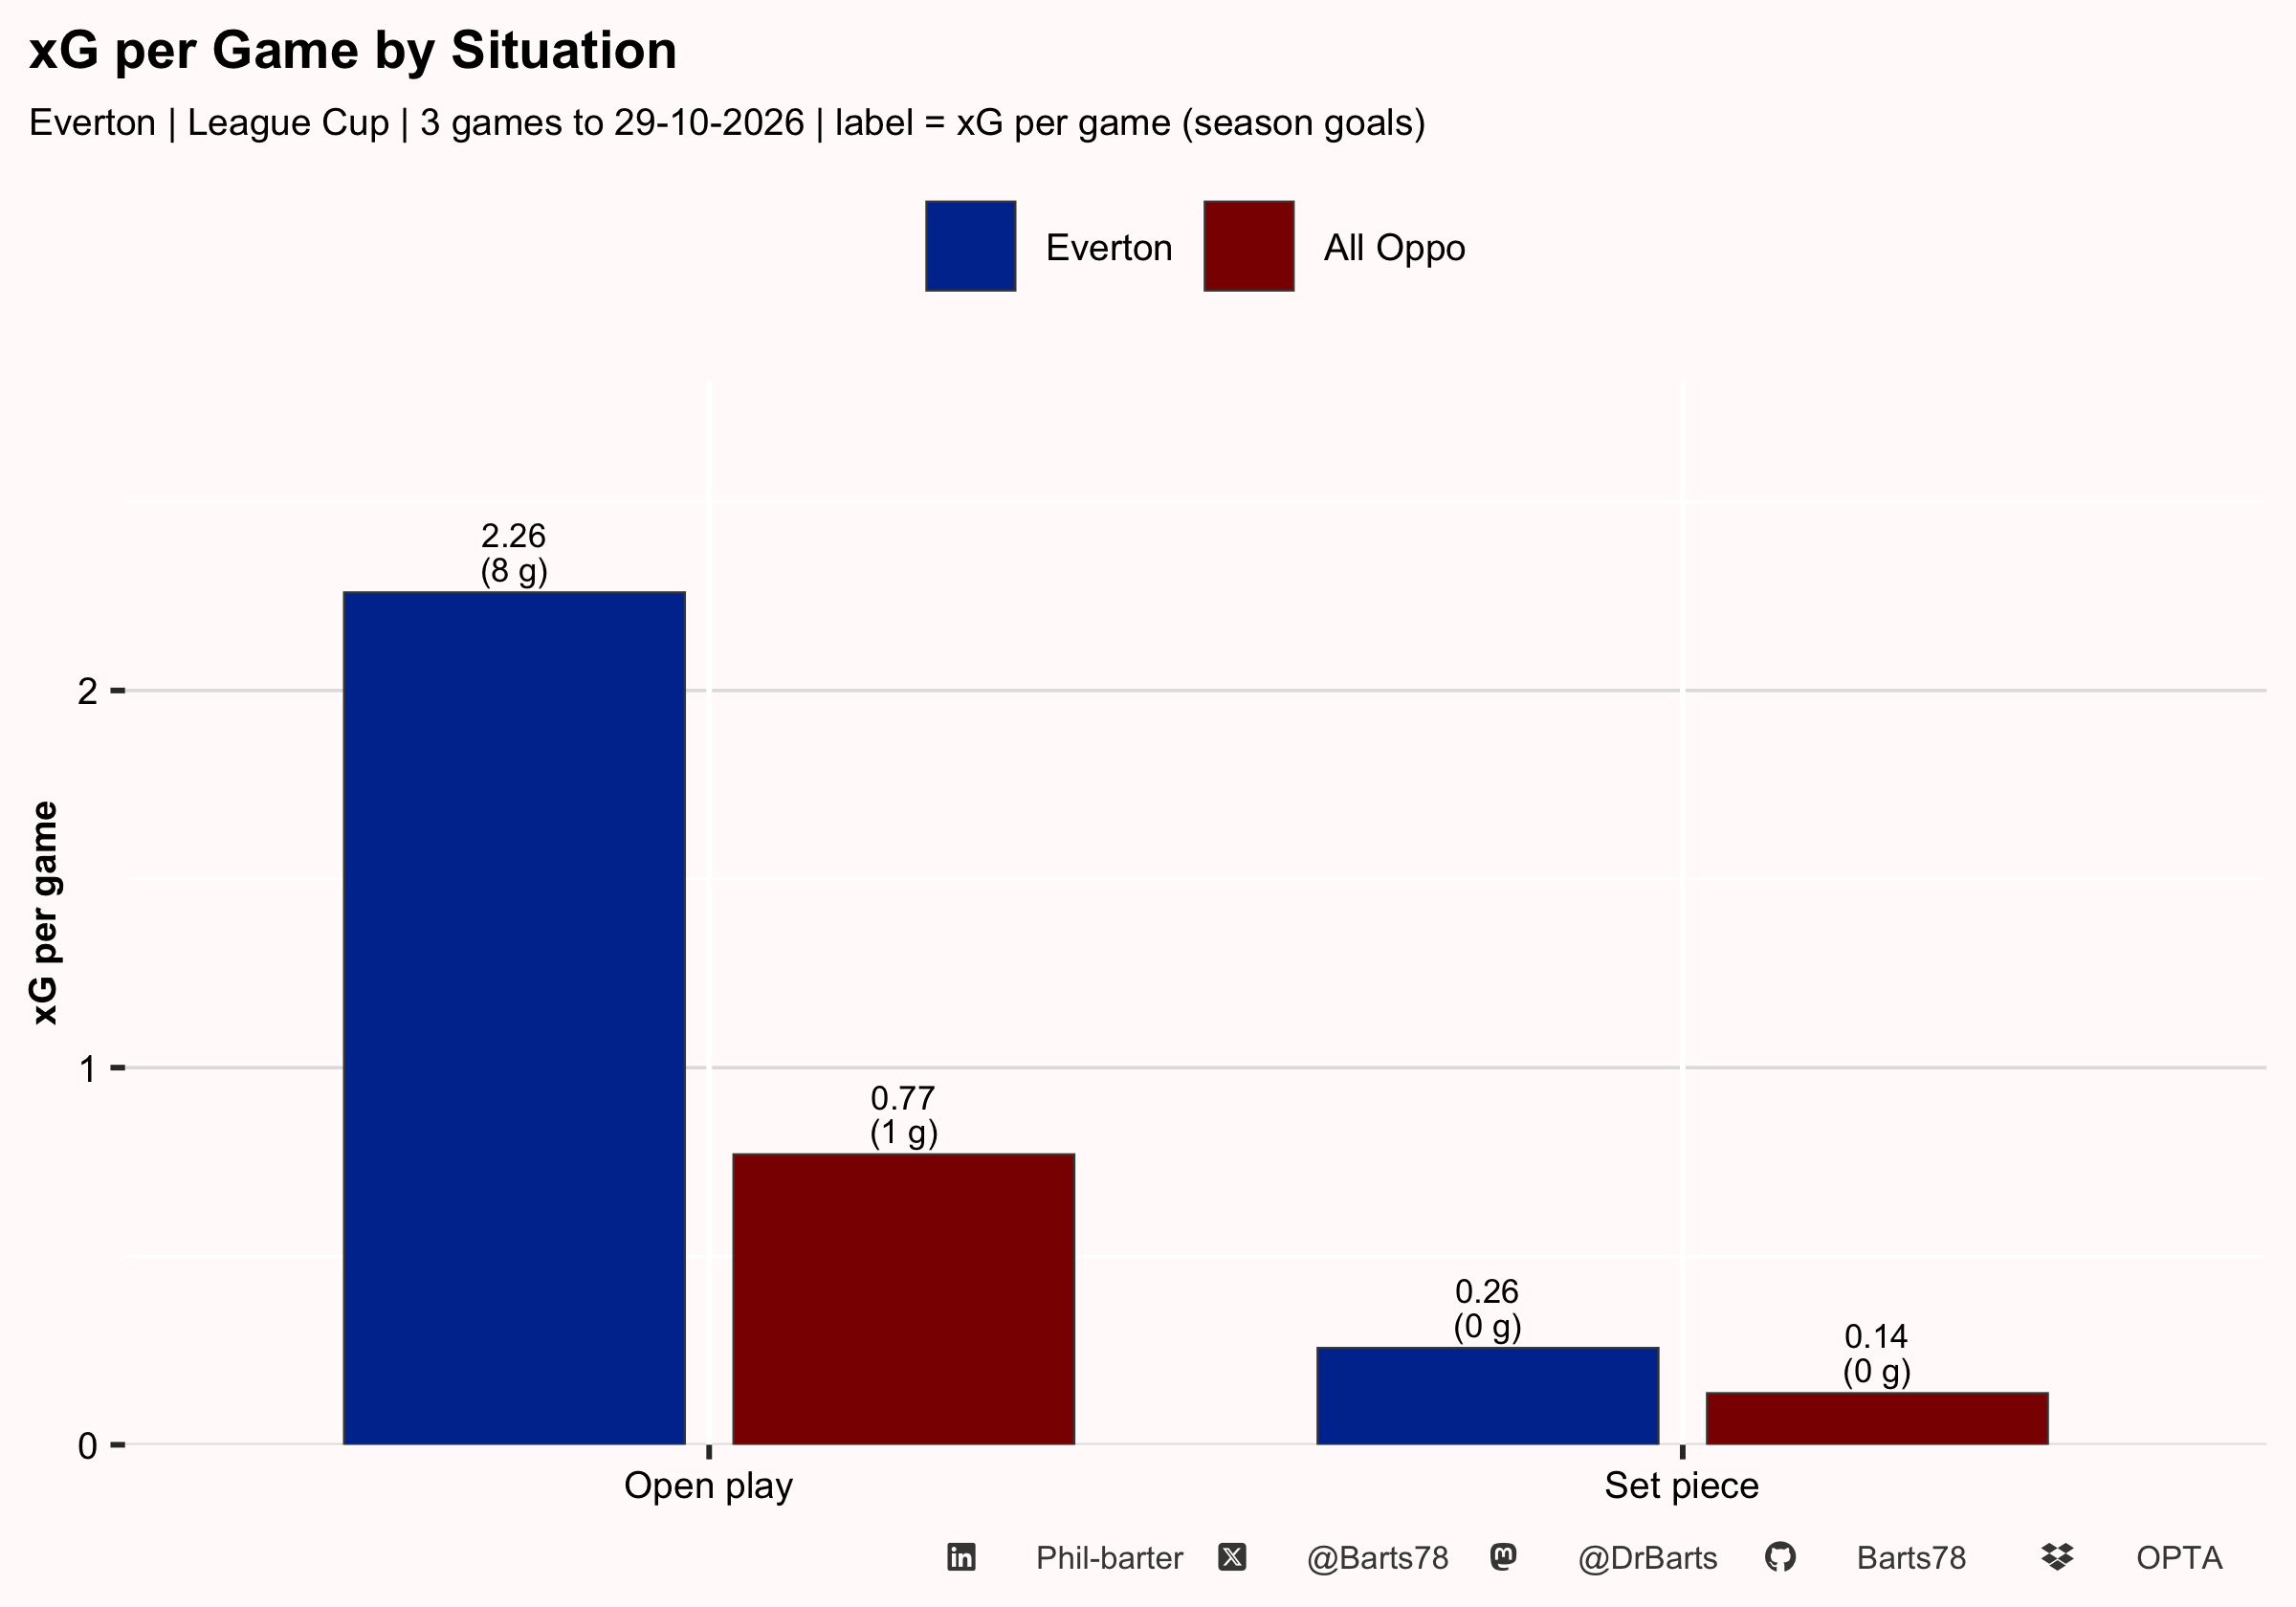 xG per Game by Situation
Everton | League Cup | 3 games to 29-10-2026 | label = xG per game (season goals)
Everton
All Oppo
xG per game
2
1
0
2.26
(8 g)
0.77
(1 g)
0.26
(0 g)
0.14
(0 g)
Open play
Set piece
Phil-barter @Barts78 @DrBarts Barts78 OPTA